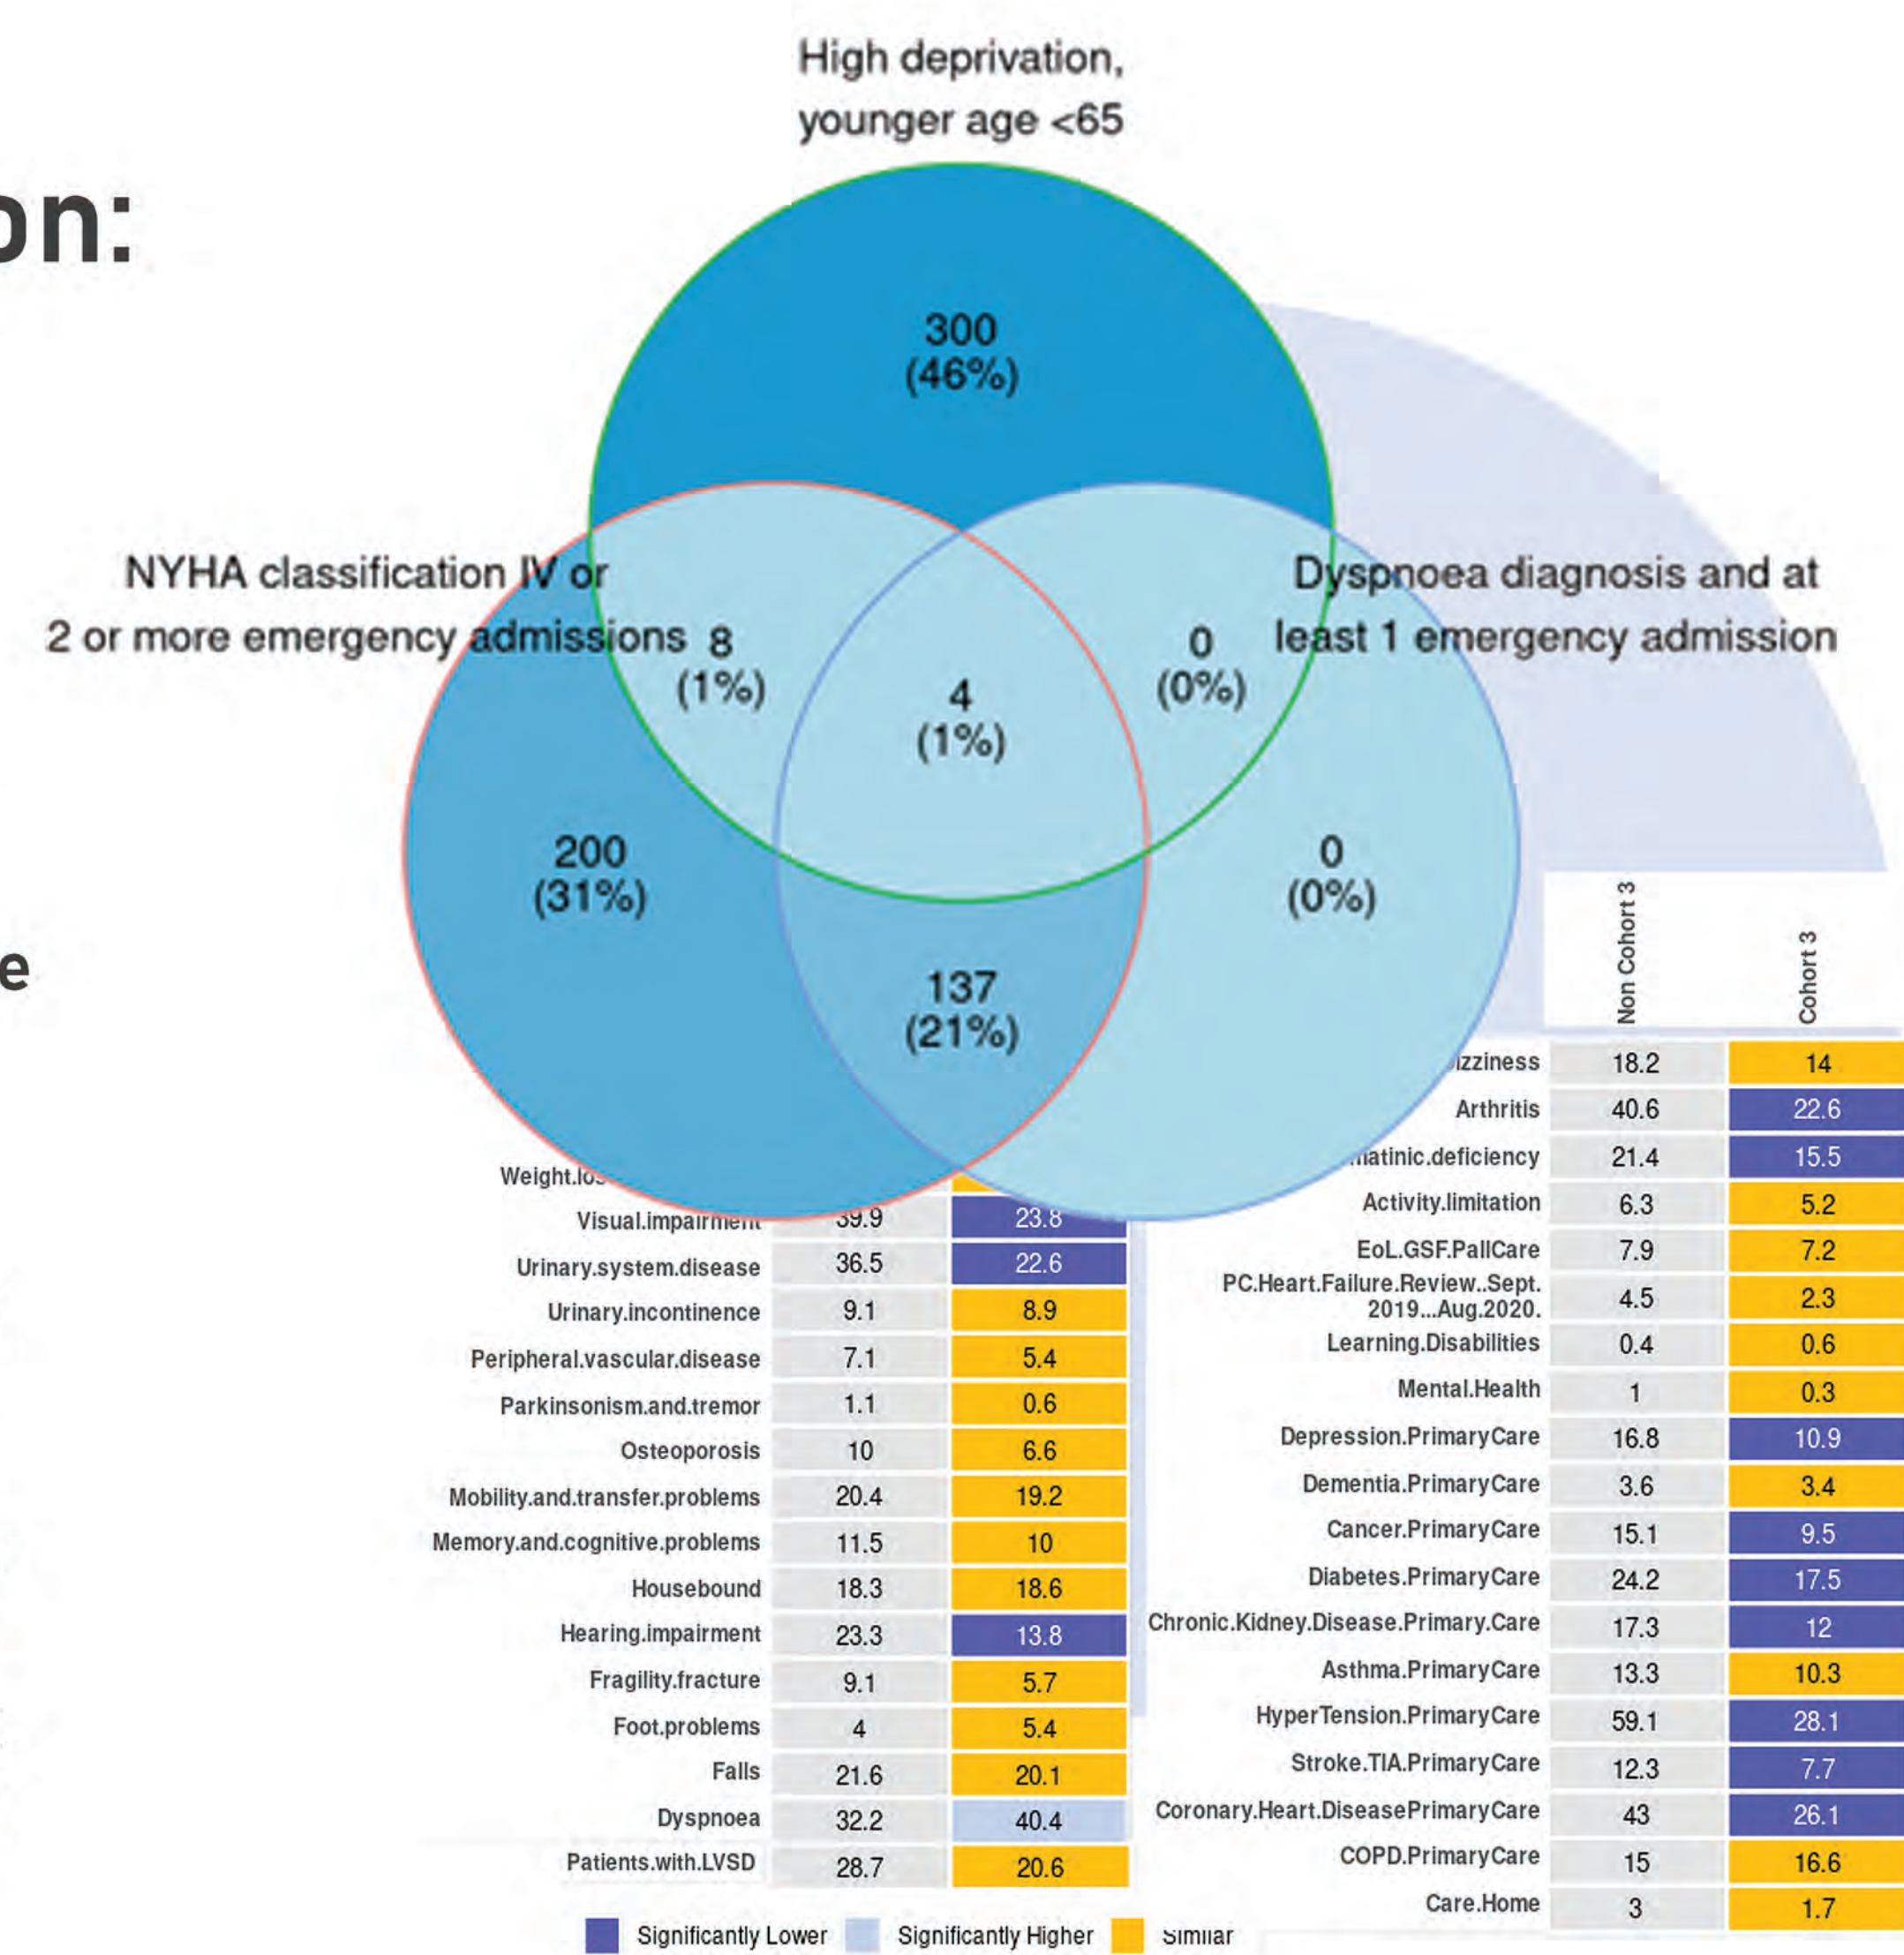 High deprivation,
younger age <65
on:
300
(46%)
NYHA classification IV or
2 or more emergency admissions
Dyspnoea diagnosis and at
least 1 emergency admission
8
(1%)
4
(1%)
0
(0%)
200
(31%)
0
(0%)
137
(21%)
e
Non Cohort 3
Cohort 3
Weight.los
Visual.impairment 39.9 23.8
Urinary.system.disease 36.5 22.6
Urinary.incontinence 9.1 8.9
Peripheral.vascular.disease 7.1 5.4
Parkinsonism.and.tremor 1.1 0.6
Osteoporosis 10 6.6
Mobility.and.transfer.problems 20.4 19.2
Memory.and.cognitive.problems 11.5 10
Housebound 18.3 18.6
Hearing.impairment 23.3 13.8
Fragility.fracture 9.1 5.7
Foot.problems 4 5.4
Falls 21.6 20.1
Dyspnoea 32.2 40.4
Patients.with.LVSD 28.7 20.6
izziness 18.2 14
Arthritis 40.6 22.6
matinic.deficiency 21.4 15.5
Activity.limitation 6.3 5.2
EoL.GSF.PallCare 7.9 7.2
PC.Heart.Failure.Review..Sept.
2019...Aug.2020. 4.5 2.3
Learning.Disabilities 0.4 0.6
Mental.Health 1 0.3
Depression.PrimaryCare 16.8 10.9
Dementia.PrimaryCare 3.6 3.4
Cancer.PrimaryCare 15.1 9.5
Diabetes.PrimaryCare 24.2 17.5
Chronic.Kidney.Disease.Primary.Care 17.3 12
Asthma.PrimaryCare 13.3 10.3
HyperTension.PrimaryCare 59.1 28.1
Stroke.TIA.PrimaryCare 12.3 7.7
Coronary.Heart.DiseasePrimaryCare 43 26.1
COPD.PrimaryCare 15 16.6
Care.Home 3 1.7
Significantly Lower Significantly Higher Similar